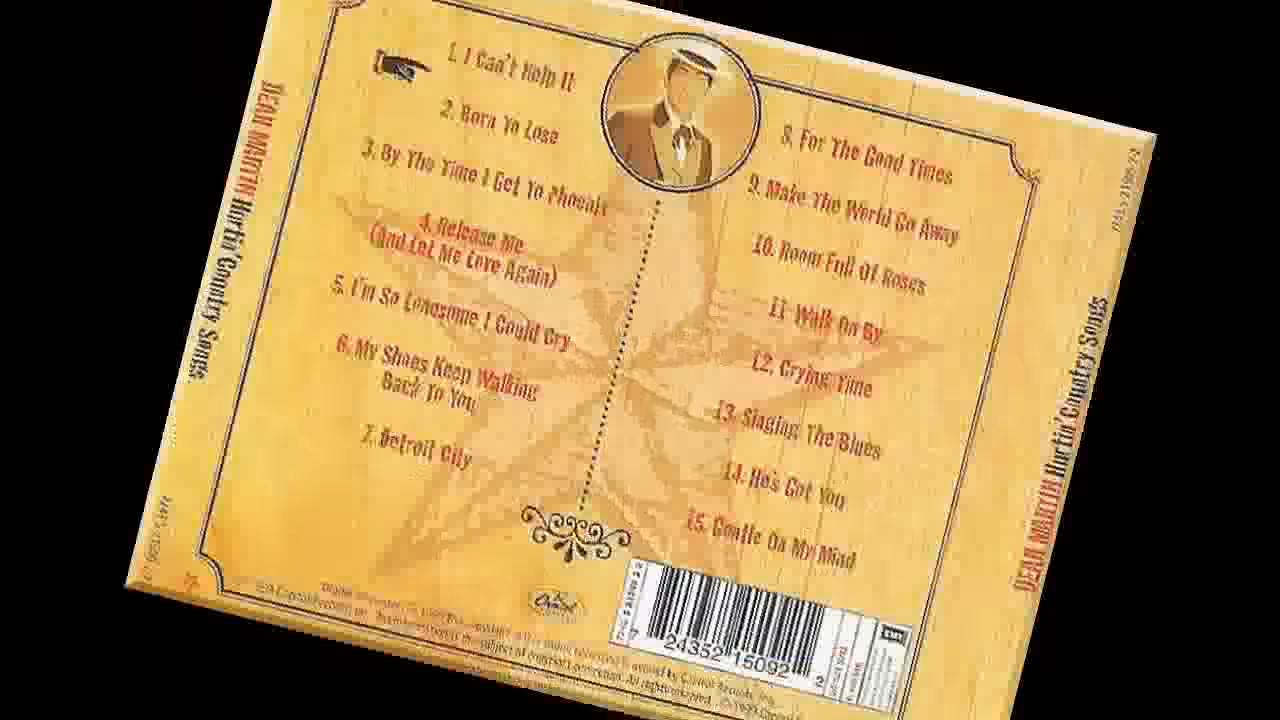 1. I Can't Help It
2. Born To Lose
3. By The Time I Get To Phoenix
4. Release Me
(And Let Me Love Again)
5. I'm So Lonesome I Could Cry
6. My Shoes Keep Walking
Back To You
7. Detroit City
8. For The Good Times
9. Make The World Go Away
10. Room Full Of Roses
11. Walk On By
12. Crying Time
13. Singing The Blues
14. He's Got You
15. Gentle On My Mind
DEAN MARTIN Hurtin' Country Songs
DEAN MARTIN Hurtin' Country Songs
Capitol
7 24352 15092 2
EMI